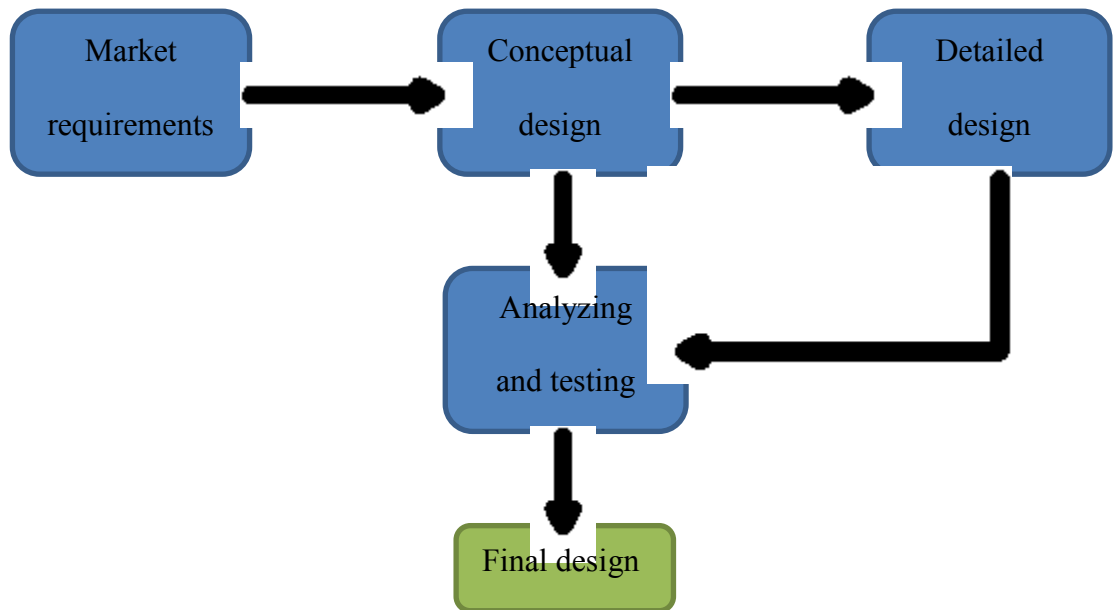 Market
requirements
Conceptual
design
Detailed
design
Analyzing
and testing
Final design